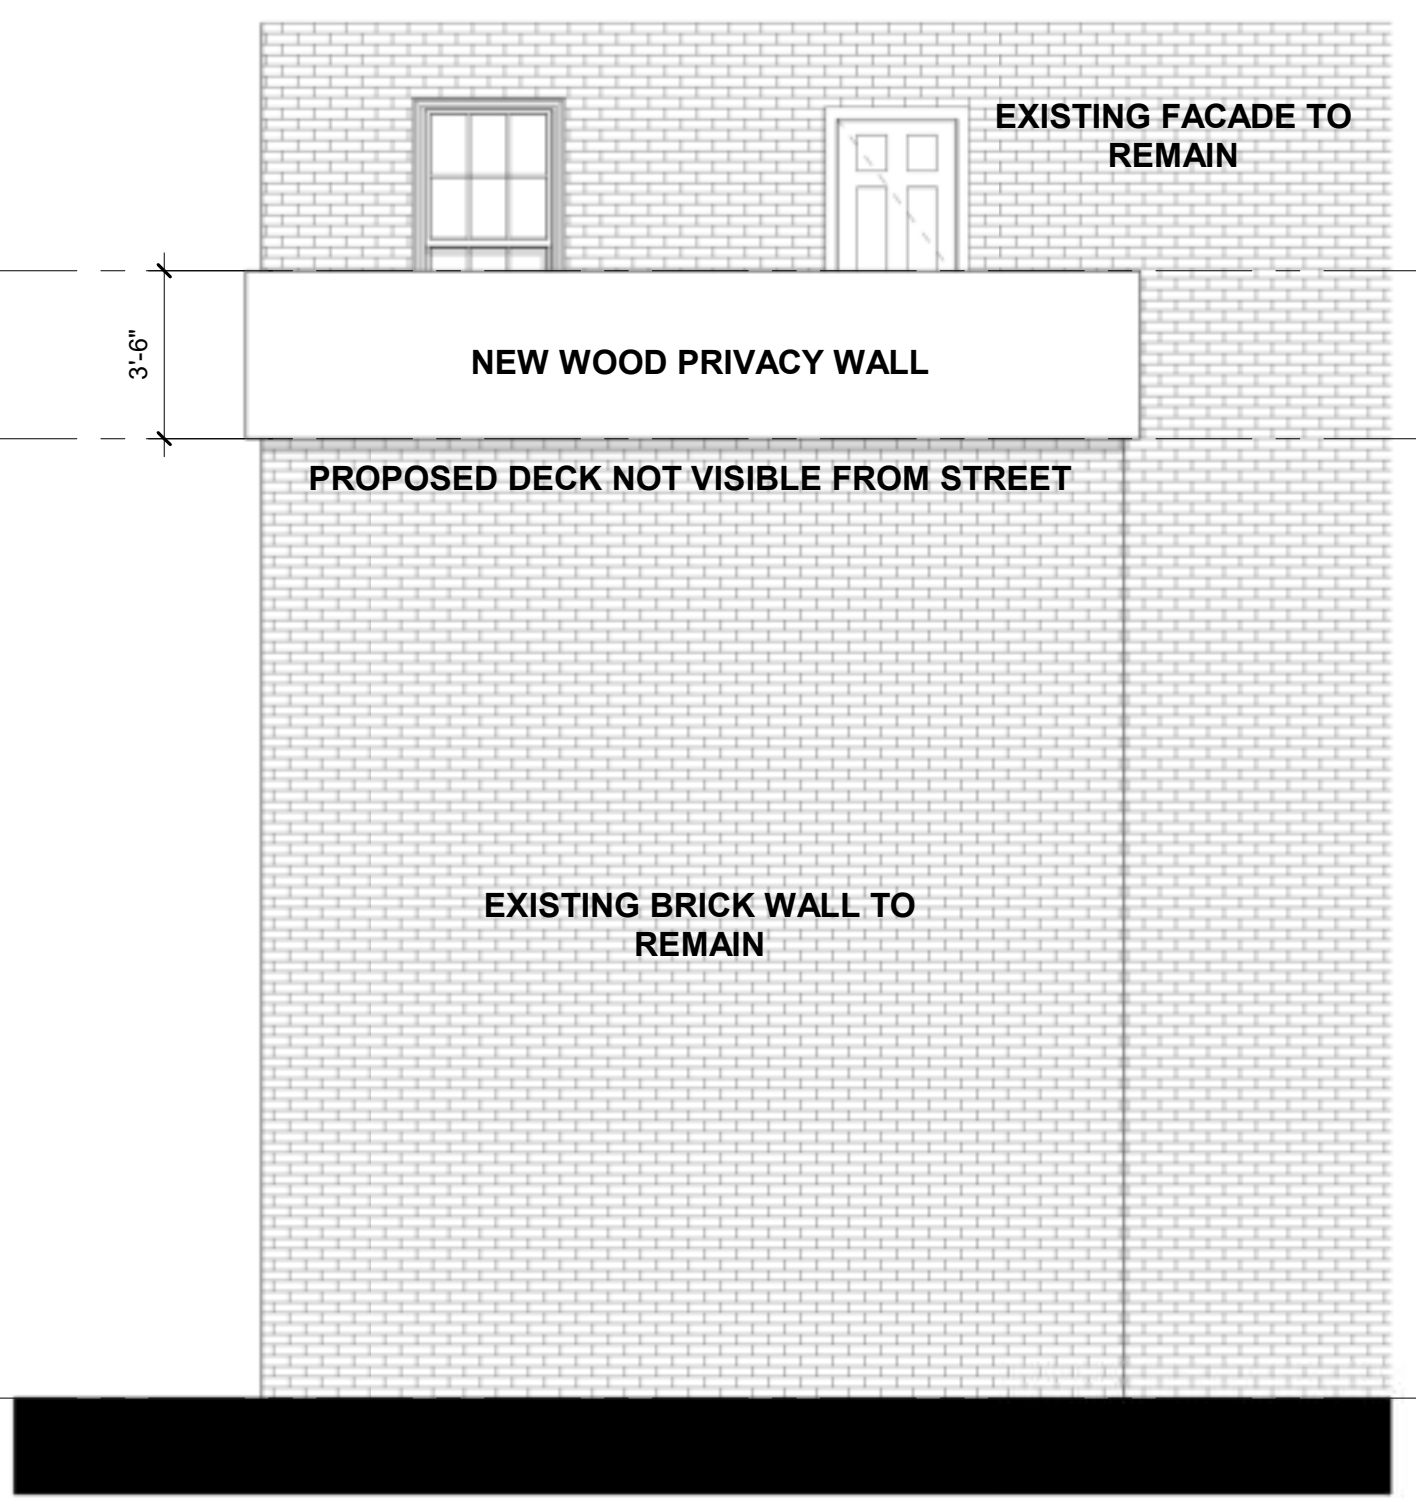 EXISTING FACADE TO
REMAIN
3'-6"
NEW WOOD PRIVACY WALL
PROPOSED DECK NOT VISIBLE FROM STREET
EXISTING BRICK WALL TO
REMAIN